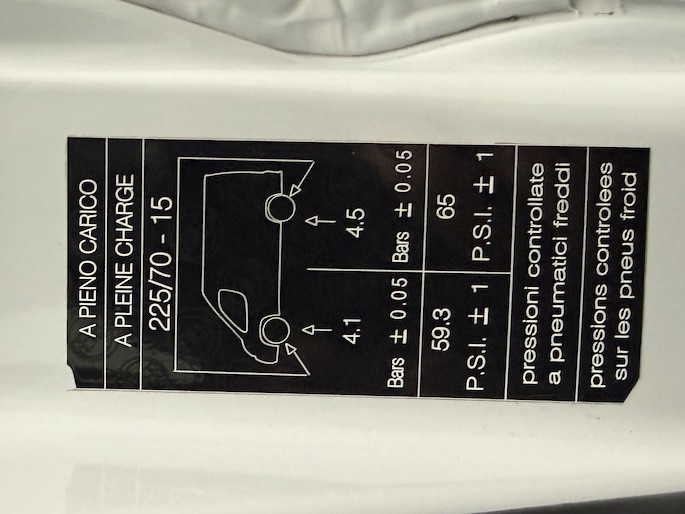 A PIENO CARICO
A PLEINE CHARGE
225/70 - 15
4.1 4.5
Bars ± 0.05 Bars ± 0.05
59.3 65
P.S.I. ± 1 P.S.I. ± 1
pressioni controllate
a pneumatici freddi
pressions controlees
sur les pneus froid